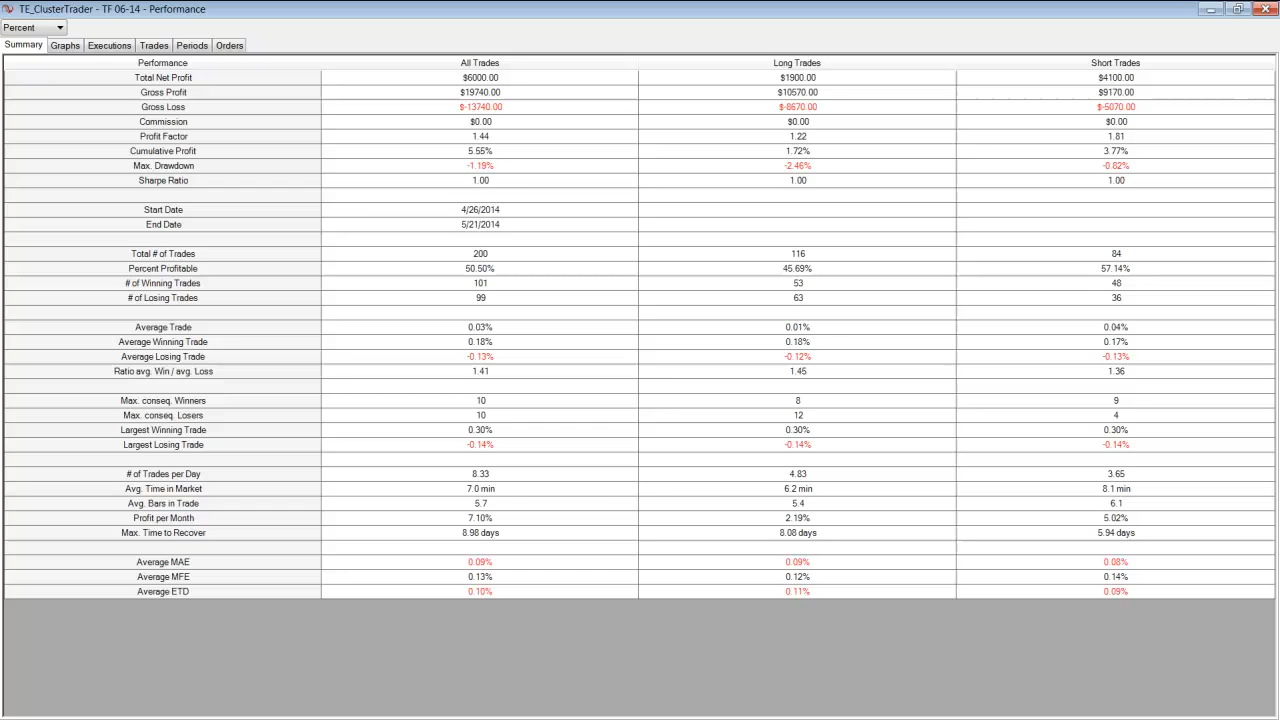 TE_ClusterTrader - TF 06-14 - Performance
Percent
Summary Graphs Executions Trades Periods Orders
Performance All Trades Long Trades Short Trades
Total Net Profit $6000.00 $1900.00 $4100.00
Gross Profit $19740.00 $10570.00 $9170.00
Gross Loss $-13740.00 $-8670.00 $-5070.00
Commission $0.00 $0.00 $0.00
Profit Factor 1.44 1.22 1.81
Cumulative Profit 5.55% 1.72% 3.77%
Max. Drawdown -1.19% -2.46% -0.82%
Sharpe Ratio 1.00 1.00 1.00
Start Date 4/26/2014
End Date 5/21/2014
Total # of Trades 200 116 84
Percent Profitable 50.50% 45.69% 57.14%
# of Winning Trades 101 53 48
# of Losing Trades 99 63 36
Average Trade 0.03% 0.01% 0.04%
Average Winning Trade 0.18% 0.18% 0.17%
Average Losing Trade -0.13% -0.12% -0.13%
Ratio avg. Win / avg. Loss 1.41 1.45 1.36
Max. conseq. Winners 10 8 9
Max. conseq. Losers 10 12 4
Largest Winning Trade 0.30% 0.30% 0.30%
Largest Losing Trade -0.14% -0.14% -0.14%
# of Trades per Day 8.33 4.83 3.65
Avg. Time in Market 7.0 min 6.2 min 8.1 min
Avg. Bars in Trade 5.7 5.4 6.1
Profit per Month 7.10% 2.19% 5.02%
Max. Time to Recover 8.98 days 8.08 days 5.94 days
Average MAE 0.09% 0.09% 0.08%
Average MFE 0.13% 0.12% 0.14%
Average ETD 0.10% 0.11% 0.09%